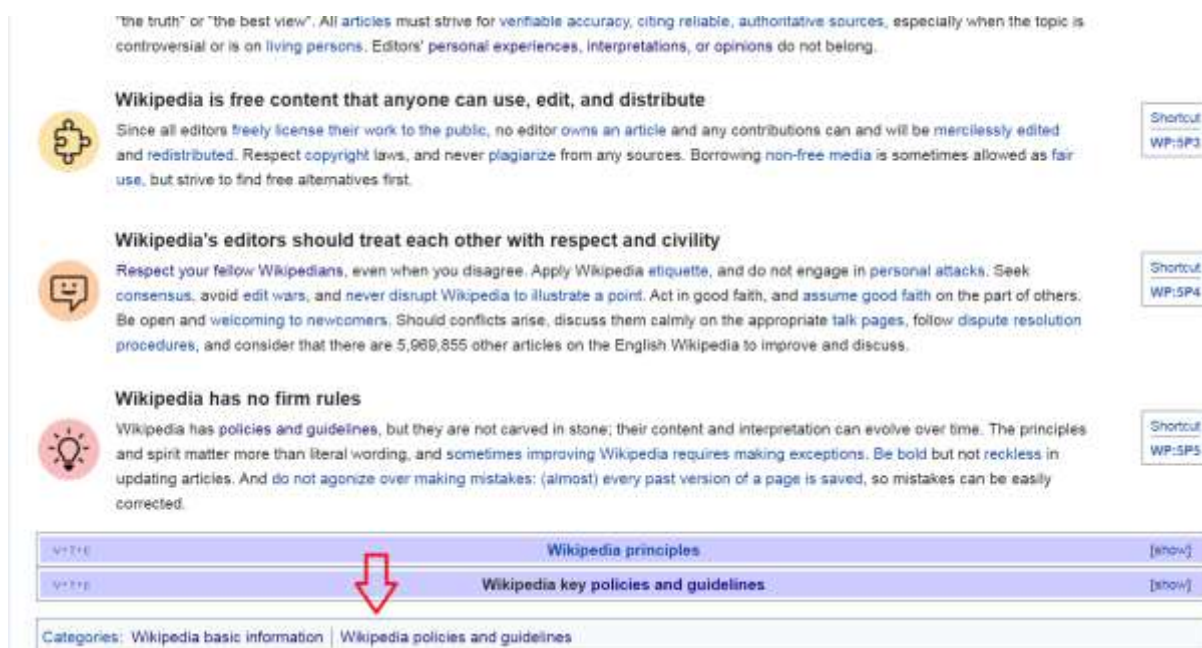 "the truth" or "the best view". All articles must strive for verifiable accuracy, citing reliable, authoritative sources, especially when the topic is
controversial or is on living persons. Editors' personal experiences, interpretations, or opinions do not belong.
Wikipedia is free content that anyone can use, edit, and distribute
Since all editors freely license their work to the public, no editor owns an article and any contributions can and will be mercilessly edited
and redistributed. Respect copyright laws, and never plagiarize from any sources. Borrowing non-free media is sometimes allowed as fair
use, but strive to find free alternatives first.
Shortcut
WP:5P3
Wikipedia's editors should treat each other with respect and civility
Respect your fellow Wikipedians, even when you disagree. Apply Wikipedia etiquette, and do not engage in personal attacks. Seek
consensus, avoid edit wars, and never disrupt Wikipedia to illustrate a point. Act in good faith, and assume good faith on the part of others.
Be open and welcoming to newcomers. Should conflicts arise, discuss them calmly on the appropriate talk pages, follow dispute resolution
procedures, and consider that there are 5,969,855 other articles on the English Wikipedia to improve and discuss.
Shortcut
WP:5P4
Wikipedia has no firm rules
Wikipedia has policies and guidelines, but they are not carved in stone; their content and interpretation can evolve over time. The principles
and spirit matter more than literal wording, and sometimes improving Wikipedia requires making exceptions. Be bold but not reckless in
updating articles. And do not agonize over making mistakes: (almost) every past version of a page is saved, so mistakes can be easily
corrected.
Shortcut
WP:5P5
V·T·E Wikipedia principles [show]
V·T·E Wikipedia key policies and guidelines [show]
Categories: Wikipedia basic information | Wikipedia policies and guidelines